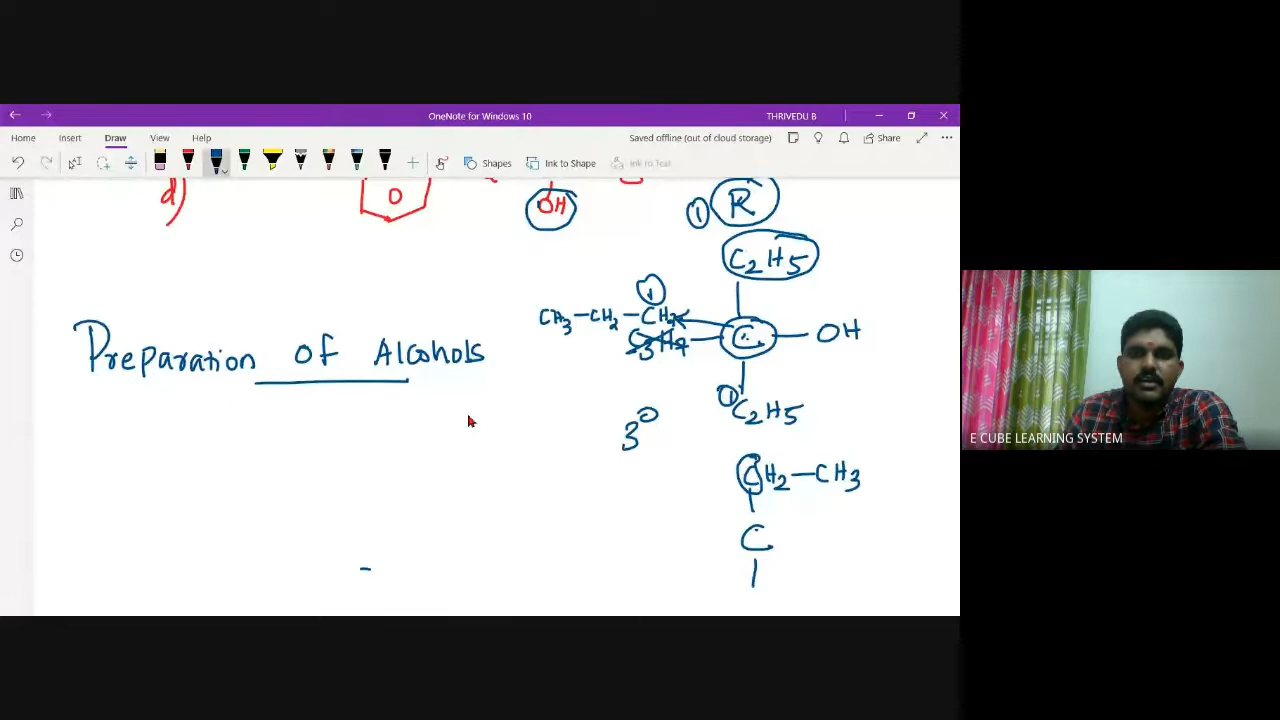 OneNote for Windows 10
THRIVEDU B
Home Insert Draw View Help
Saved offline (out of cloud storage)
Share
Shapes
Ink to Shape
Ink to Text
d)
O
OH
① R
C2H5
①
CH3-CH2-CH2
C3H7
C-OH
Preparation of Alcohols
① C2H5
3°
CH2-CH3
C
E CUBE LEARNING SYSTEM